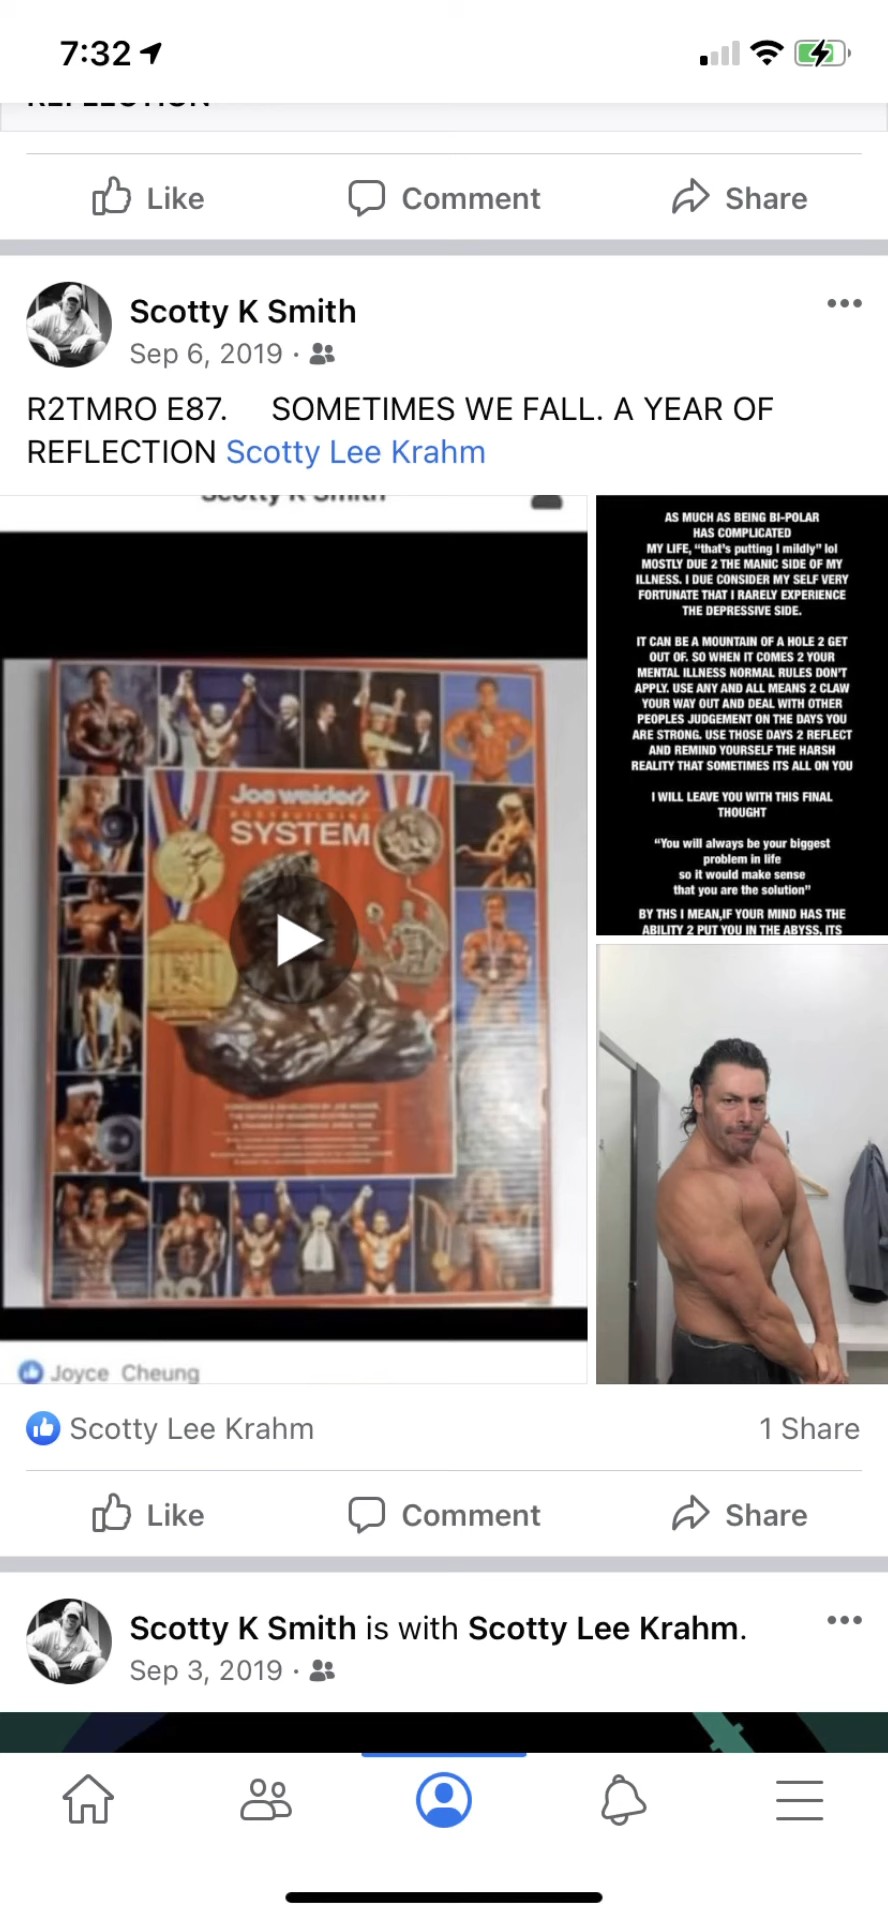 7:32
REFLECTION
Like Comment Share
Scotty K Smith
Sep 6, 2019 ·
R2TMRO E87. SOMETIMES WE FALL. A YEAR OF
REFLECTION Scotty Lee Krahm
Scotty K Smith
Joe weider's
BODYBUILDING
SYSTEM
Joyce Cheung
AS MUCH AS BEING BI-POLAR
HAS COMPLICATED
MY LIFE, “that's putting I mildly” lol
MOSTLY DUE 2 THE MANIC SIDE OF MY
ILLNESS. I DUE CONSIDER MY SELF VERY
FORTUNATE THAT I RARELY EXPERIENCE
THE DEPRESSIVE SIDE.
IT CAN BE A MOUNTAIN OF A HOLE 2 GET
OUT OF. SO WHEN IT COMES 2 YOUR
MENTAL ILLNESS NORMAL RULES DON'T
APPLY. USE ANY AND ALL MEANS 2 CLAW
YOUR WAY OUT AND DEAL WITH OTHER
PEOPLES JUDGEMENT ON THE DAYS YOU
ARE STRONG. USE THOSE DAYS 2 REFLECT
AND REMIND YOURSELF THE HARSH
REALITY THAT SOMETIMES ITS ALL ON YOU
I WILL LEAVE YOU WITH THIS FINAL
THOUGHT
“You will always be your biggest
problem in life
so it would make sense
that you are the solution”
BY THS I MEAN,IF YOUR MIND HAS THE
ABILITY 2 PUT YOU IN THE ABYSS, ITS
Scotty Lee Krahm 1 Share
Like Comment Share
Scotty K Smith is with Scotty Lee Krahm.
Sep 3, 2019 ·